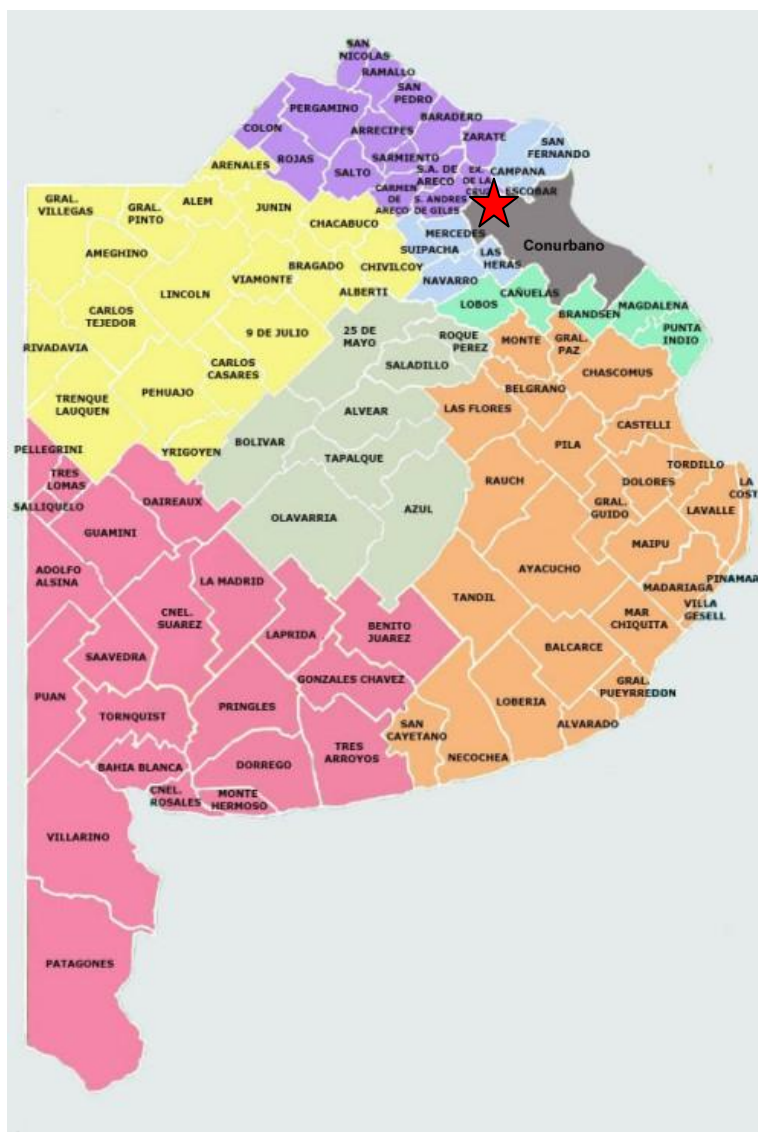 SAN
NICOLAS
RAMALLO
SAN
PEDRO
PERGAMINO
BARADERO
COLON
ARRECIFES
ZARATE
SAN
FERNANDO
ROJAS
SARMIENTO
ARENALES
SALTO
S.A. DE
ARECO
EX.
DE LA
CRUZ
CAMPANA
ESCOBAR
CARMEN
DE
ARECO
S. ANDRES
DE GILES
GRAL.
VILLEGAS
GRAL.
PINTO
ALEM
JUNIN
CHACABUCO
MERCEDES
SUIPACHA
LAS
HERAS
Conurbano
AMEGHINO
BRAGADO
CHIVILCOY
VIAMONTE
NAVARRO
LINCOLN
ALBERTI
LOBOS
CAÑUELAS
BRANDSEN
MAGDALENA
PUNTA
INDIO
CARLOS
TEJEDOR
9 DE JULIO
25 DE
MAYO
ROQUE
PEREZ
MONTE
GRAL.
PAZ
RIVADAVIA
CARLOS
CASARES
SALADILLO
CHASCOMUS
TRENQUE
LAUQUEN
PEHUAJO
BELGRANO
ALVEAR
LAS FLORES
CASTELLI
PELLEGRINI
YRIGOYEN
BOLIVAR
TAPALQUE
PILA
TORDILLO
TRES
LOMAS
DAIREAUX
RAUCH
DOLORES
LA
COST
SALLIQUELO
GUAMINI
OLAVARRIA
AZUL
GRAL.
GUIDO
LAVALLE
MAIPU
ADOLFO
ALSINA
LA MADRID
AYACUCHO
PINAMAR
MADARIAGA
TANDIL
VILLA
GESELL
CNEL.
SUAREZ
LAPRIDA
BENITO
JUAREZ
MAR
CHIQUITA
SAAVEDRA
BALCARCE
PUAN
GONZALES CHAVEZ
GRAL.
PUEYRREDON
TORNQUIST
PRINGLES
LOBERIA
SAN
CAYETANO
ALVARADO
TRES
ARROYOS
NECOCHEA
BAHIA BLANCA
DORREGO
CNEL.
ROSALES
MONTE
HERMOSO
VILLARINO
PATAGONES